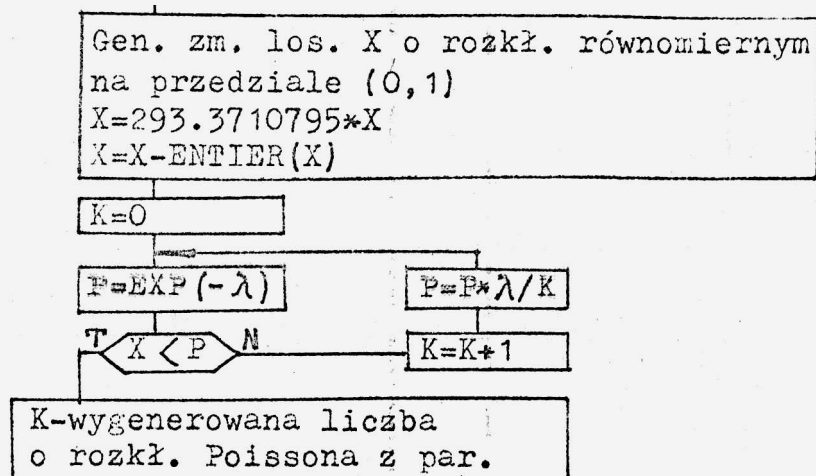 Gen. zm. los. X o rozkł. równomiernym
na przedziale (0,1)
X=293.3710795*X
X=X-ENTIER(X)
K=0
P=EXP(-λ)
P=P*λ/K
T
X < P
N
K=K+1
K-wygenerowana liczba
o rozkł. Poissona z par.